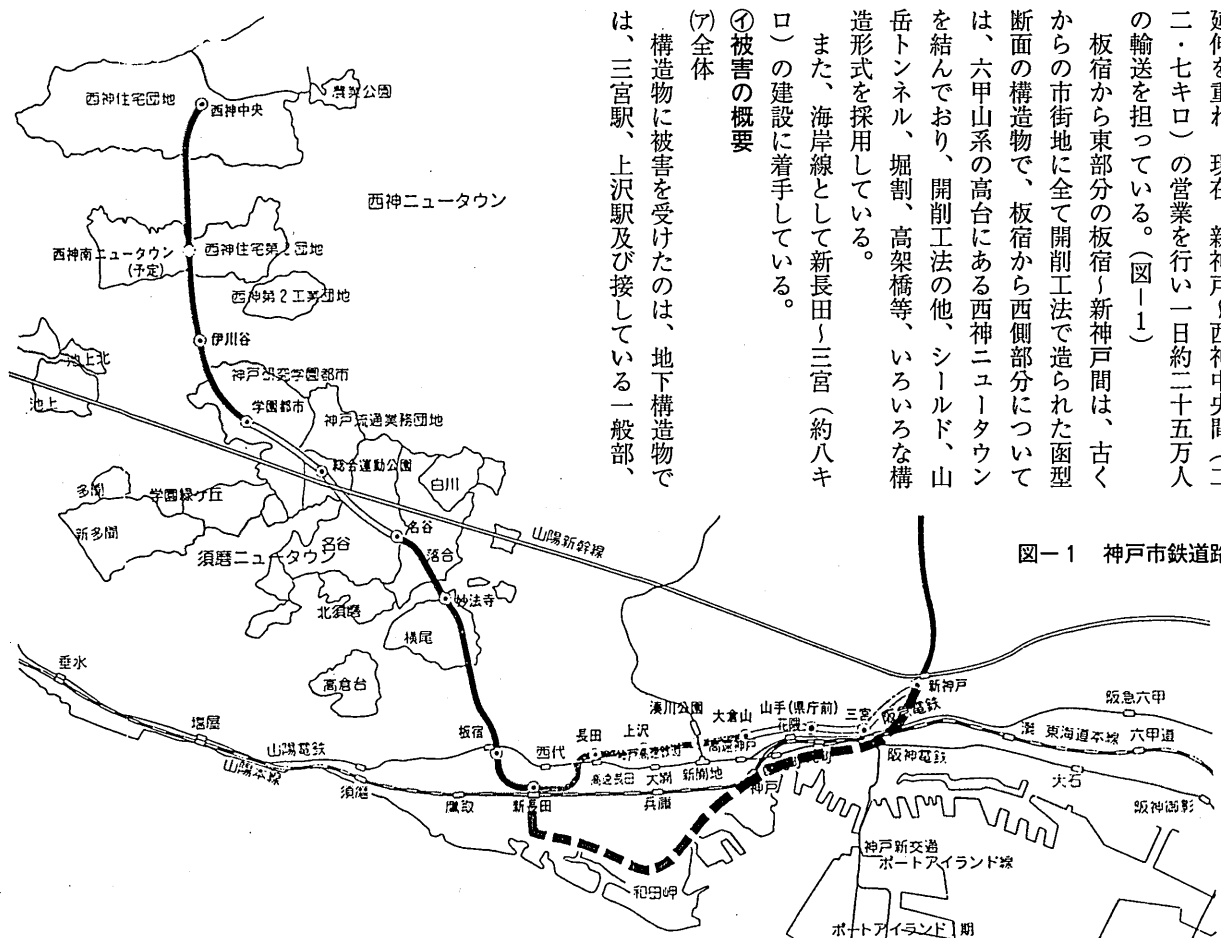 延伸を重ね、現在、新神戸～西神中央間（二
二・七キロ）の営業を行い一日約二十五万人
の輸送を担っている。（図ー1）
板宿から東部分の板宿～新神戸間は、古く
からの市街地に全て開削工法で造られた函型
断面の構造物で、板宿から西側部分について
は、六甲山系の高台にある西神ニュータウン
を結んでおり、開削工法の他、シールド、山
岳トンネル、堀割、高架橋等、いろいろな構
造形式を採用している。
また、海岸線として新長田～三宮（約八キ
ロ）の建設に着手している。
㋑被害の概要
㈦全体
構造物に被害を受けたのは、地下構造物で
は、三宮駅、上沢駅及び接している一般部、
図ー1 神戸市鉄道路
西神住宅団地
西神中央
農業公園
西神ニュータウン
西神南ニュータウン
(予定)
西神住宅第2団地
西神第2工業団地
伊川谷
池上北
池上
神戸研究学園都市
学園都市
神戸流通業務団地
総合運動公園
白川
多聞
学園緑ケ丘
新多聞
名谷
名谷
落合
須磨ニュータウン
山陽新幹線
妙法寺
北須磨
横尾
高倉台
垂水
塩屋
山陽電鉄
山陽本線
須磨
板宿
西代
長田
上沢
湊川公園
大倉山
山手(県庁前)
花隈
三宮
新神戸
阪急電鉄
阪急六甲
神戸高速鉄道
高速神戸
高速長田
大開
新開地
鷹取
新長田
兵庫
神戸
元町
灘
東海道本線
六甲道
阪神電鉄
大石
阪神御影
和田岬
神戸新交通
ポートアイランド線
ポートアイランド
期